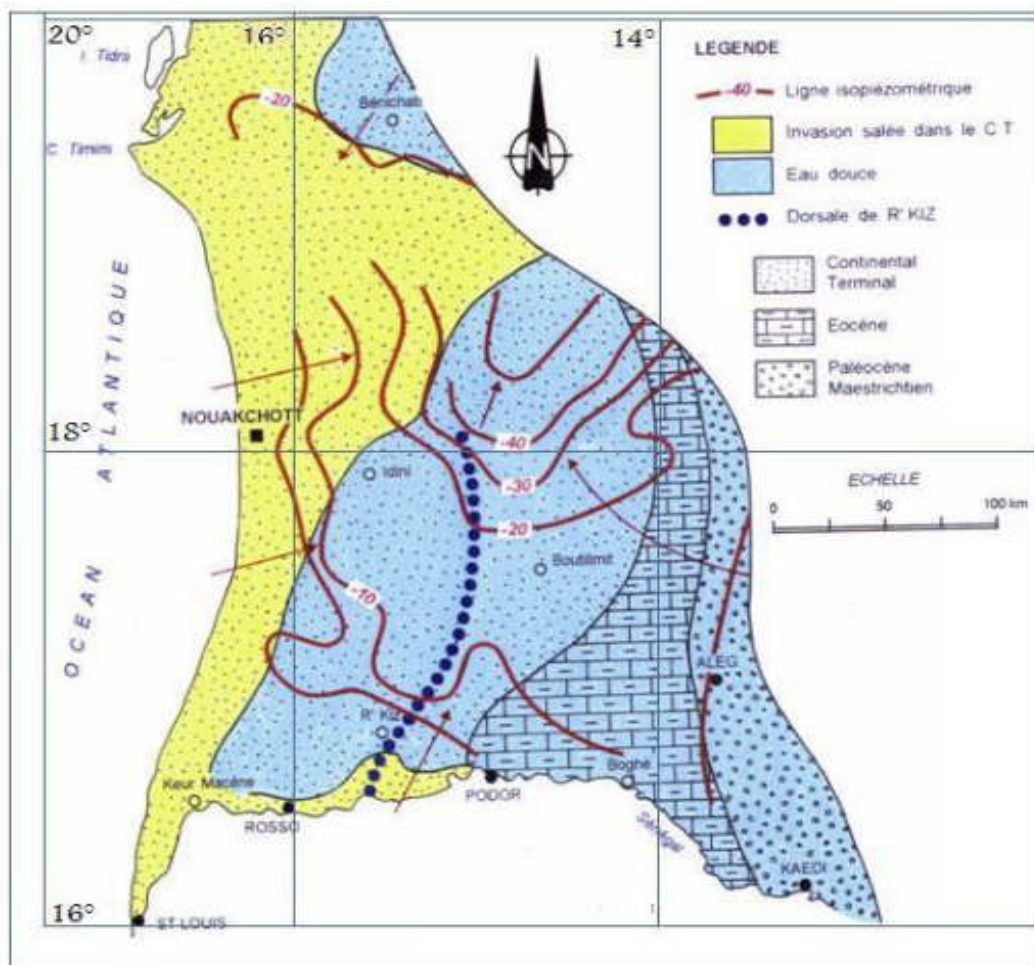 20°
16°
14°
I. Tidra
Bénichab
-20
C. Timiris
LEGENDE
-40 Ligne isopiézométrique
Invasion salée dans le C T
Eau douce
Dorsale de R' KIZ
Continental
Terminal
Eocéne
Paléocène
Maestrichtien
N
OCEAN ATLANTIQUE
NOUAKCHOTT
18°
Idini
-40
-30
-20
ECHELLE
0 50 100 km
Boutilimit
-10
ALEG
R' Kiz
Keur Macène
ROSSO
PODOR
Boghé
Sénégal
KAEDI
16°
ST LOUIS